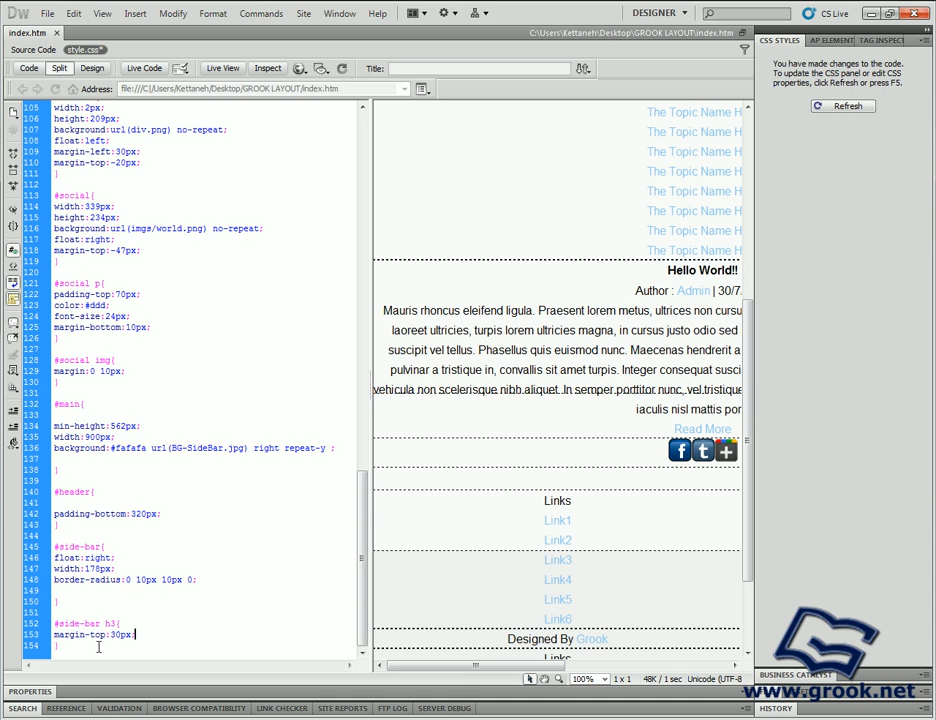 Dw File Edit View Insert Modify Format Commands Site Window Help DESIGNER CS Live
index.htm C:\Users\Kettaneh\Desktop\GROOK LAYOUT\index.htm
Source Code style.css*
Code Split Design Live Code Live View Inspect Title:
Address: file:///C|/Users/Kettaneh/Desktop/GROOK LAYOUT/index.htm
105 width:2px;
106 height:209px;
107 background:url(div.png) no-repeat;
108 float:left;
109 margin-left:30px;
110 margin-top:-20px;
111 }
112
113 #social{
114 width:339px;
115 height:234px;
116 background:url(imgs/world.png) no-repeat;
117 float:right;
118 margin-top:-47px;
119 }
120
121 #social p{
122 padding-top:70px;
123 color:#ddd;
124 font-size:24px;
125 margin-bottom:10px;
126 }
127
128 #social img{
129 margin:0 10px;
130 }
131
132 #main{
133
134 min-height:562px;
135 width:900px;
136 background:#fafafa url(BG-SideBar.jpg) right repeat-y ;
137
138 }
139
140 #header{
141
142 padding-bottom:320px;
143 }
144
145 #side-bar{
146 float:right;
147 width:178px;
148 border-radius:0 10px 10px 0;
149
150 }
151
152 #side-bar h3{
153 margin-top:30px;
154 }
The Topic Name H
The Topic Name H
The Topic Name H
The Topic Name H
The Topic Name H
The Topic Name H
The Topic Name H
The Topic Name H
Hello World!!
Author : Admin | 30/7
Mauris rhoncus eleifend ligula. Praesent lorem metus, ultrices non cursu
laoreet ultricies, turpis lorem ultricies magna, in cursus justo odio sed
suscipit vel tellus. Phasellus quis euismod nunc. Maecenas hendrerit a
pulvinar a tristique in, convallis sit amet turpis. Integer consequat susci
vehicula non scelerisque nibh aliquet. In semper porttitor nunc, vel tristique
iaculis nisl mattis por
Read More
f t +
Links
Link1
Link2
Link3
Link4
Link5
Link6
Designed By Grook
Links
100% 1 x 1 48K / 1 sec Unicode (UTF-8
CSS STYLES AP ELEMENT TAG INSPECT
You have made changes to the code.
To update the CSS panel or edit CSS
properties, click Refresh or press F5.
Refresh
BUSINESS CATALYST
www.grook.net
HISTORY
PROPERTIES
SEARCH REFERENCE VALIDATION BROWSER COMPATIBILITY LINK CHECKER SITE REPORTS FTP LOG SERVER DEBUG